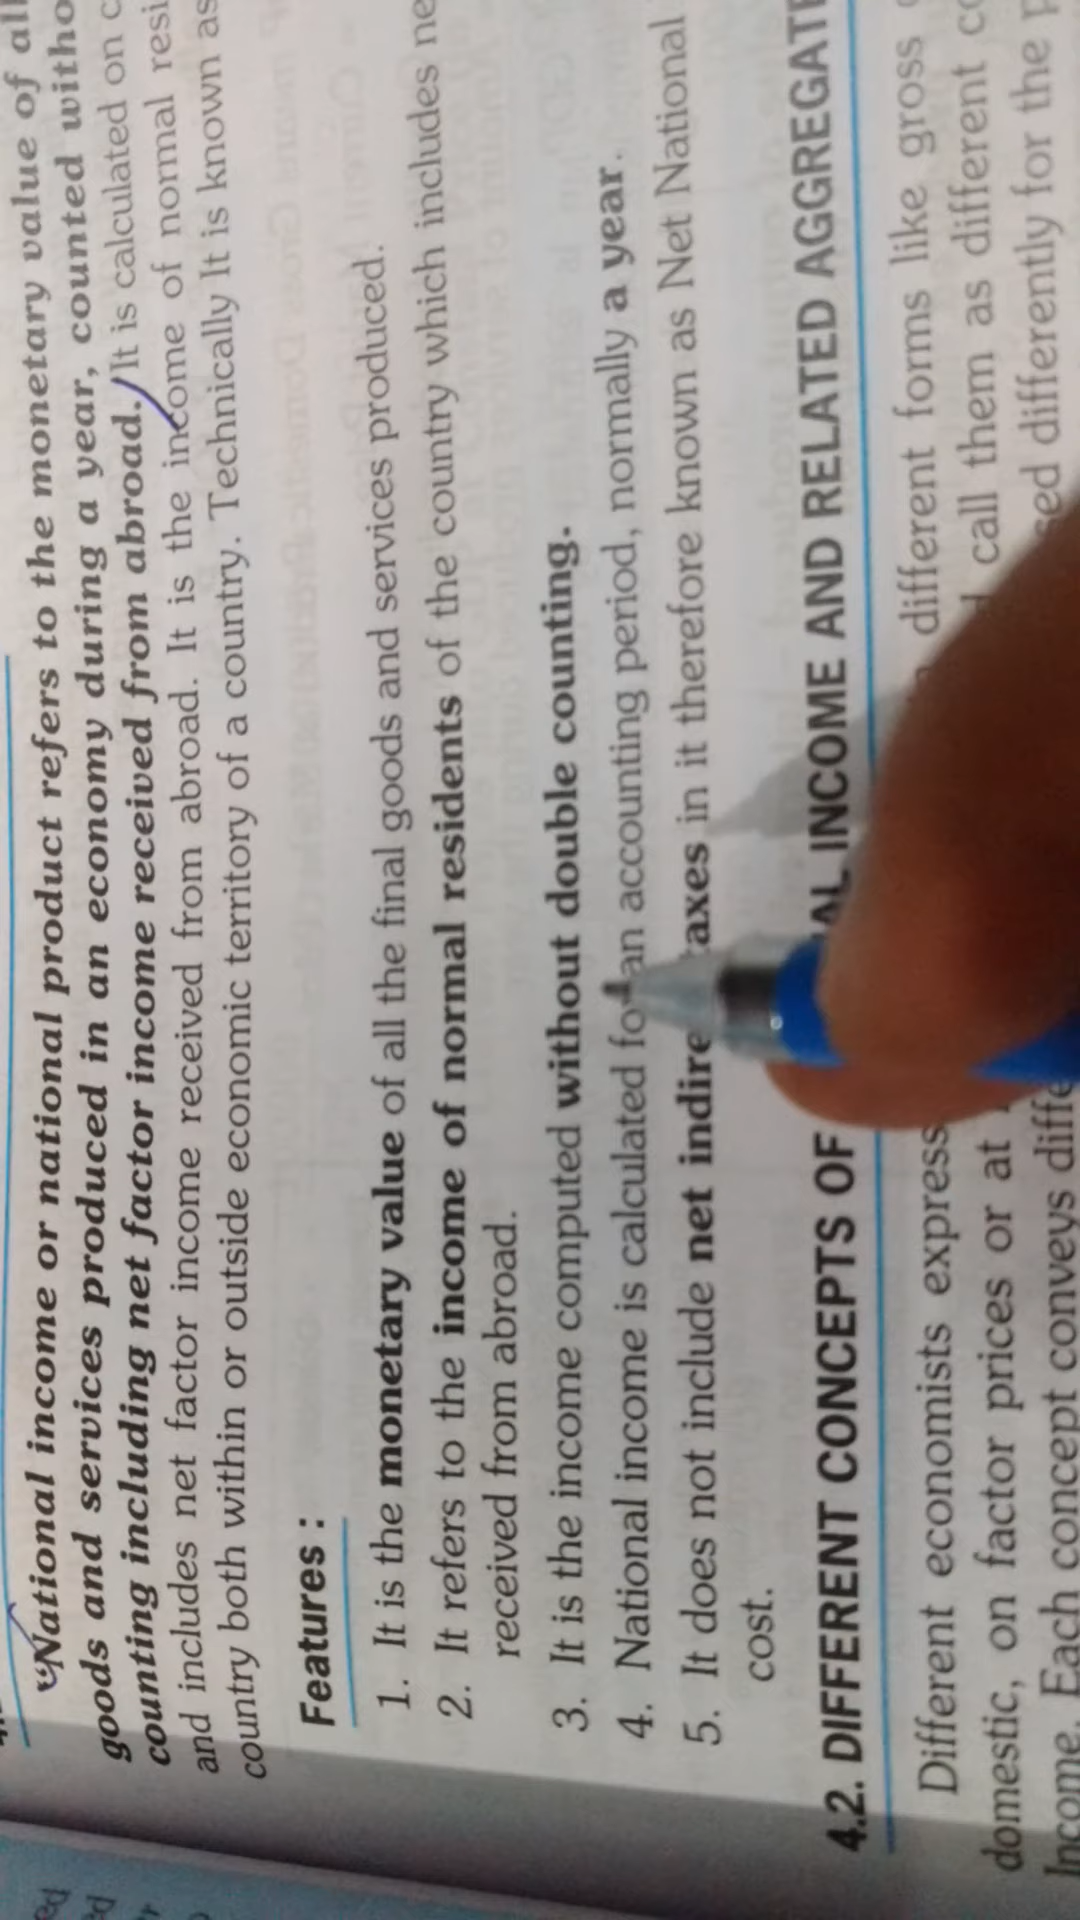 "National income or national product refers to the monetary value of all
goods and services produced in an economy during a year, counted witho
counting including net factor income received from abroad. It is calculated on c
and includes net factor income received from abroad. It is the income of normal resi
country both within or outside economic territory of a country. Technically It is known as
Features :
1. It is the monetary value of all the final goods and services produced.
2. It refers to the income of normal residents of the country which includes ne
received from abroad.
3. It is the income computed without double counting.
4. National income is calculated for an accounting period, normally a year.
5. It does not include net indire taxes in it therefore known as Net National
cost.
4.2. DIFFERENT CONCEPTS OF AL INCOME AND RELATED AGGREGATE
Different economists express different forms like gross
domestic, on factor prices or at call them as different co
Income. Each concept conveys diffe sed differently for the p
ed
ed